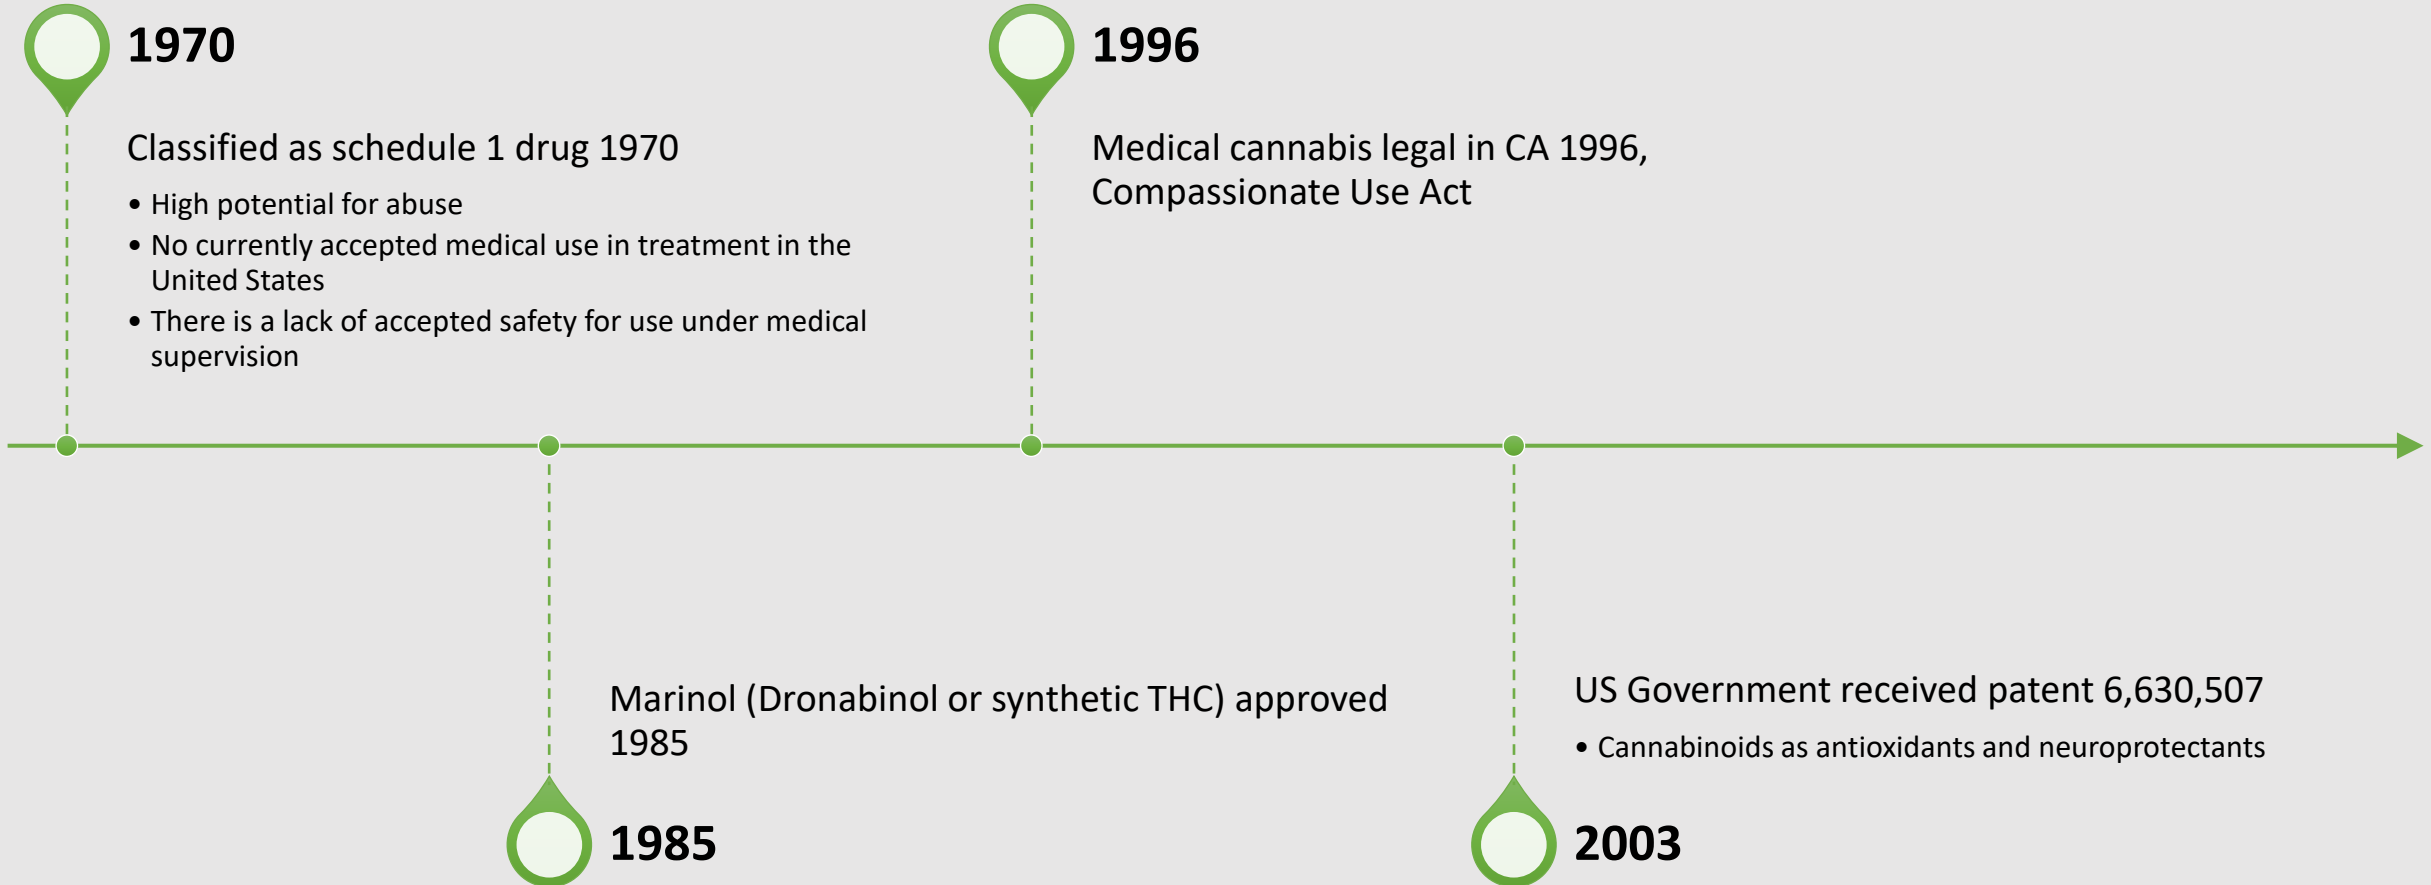 1970
Classified as schedule 1 drug 1970
• High potential for abuse
• No currently accepted medical use in treatment in the
United States
• There is a lack of accepted safety for use under medical
supervision
1985
Marinol (Dronabinol or synthetic THC) approved
1985
1996
Medical cannabis legal in CA 1996,
Compassionate Use Act
2003
US Government received patent 6,630,507
• Cannabinoids as antioxidants and neuroprotectants